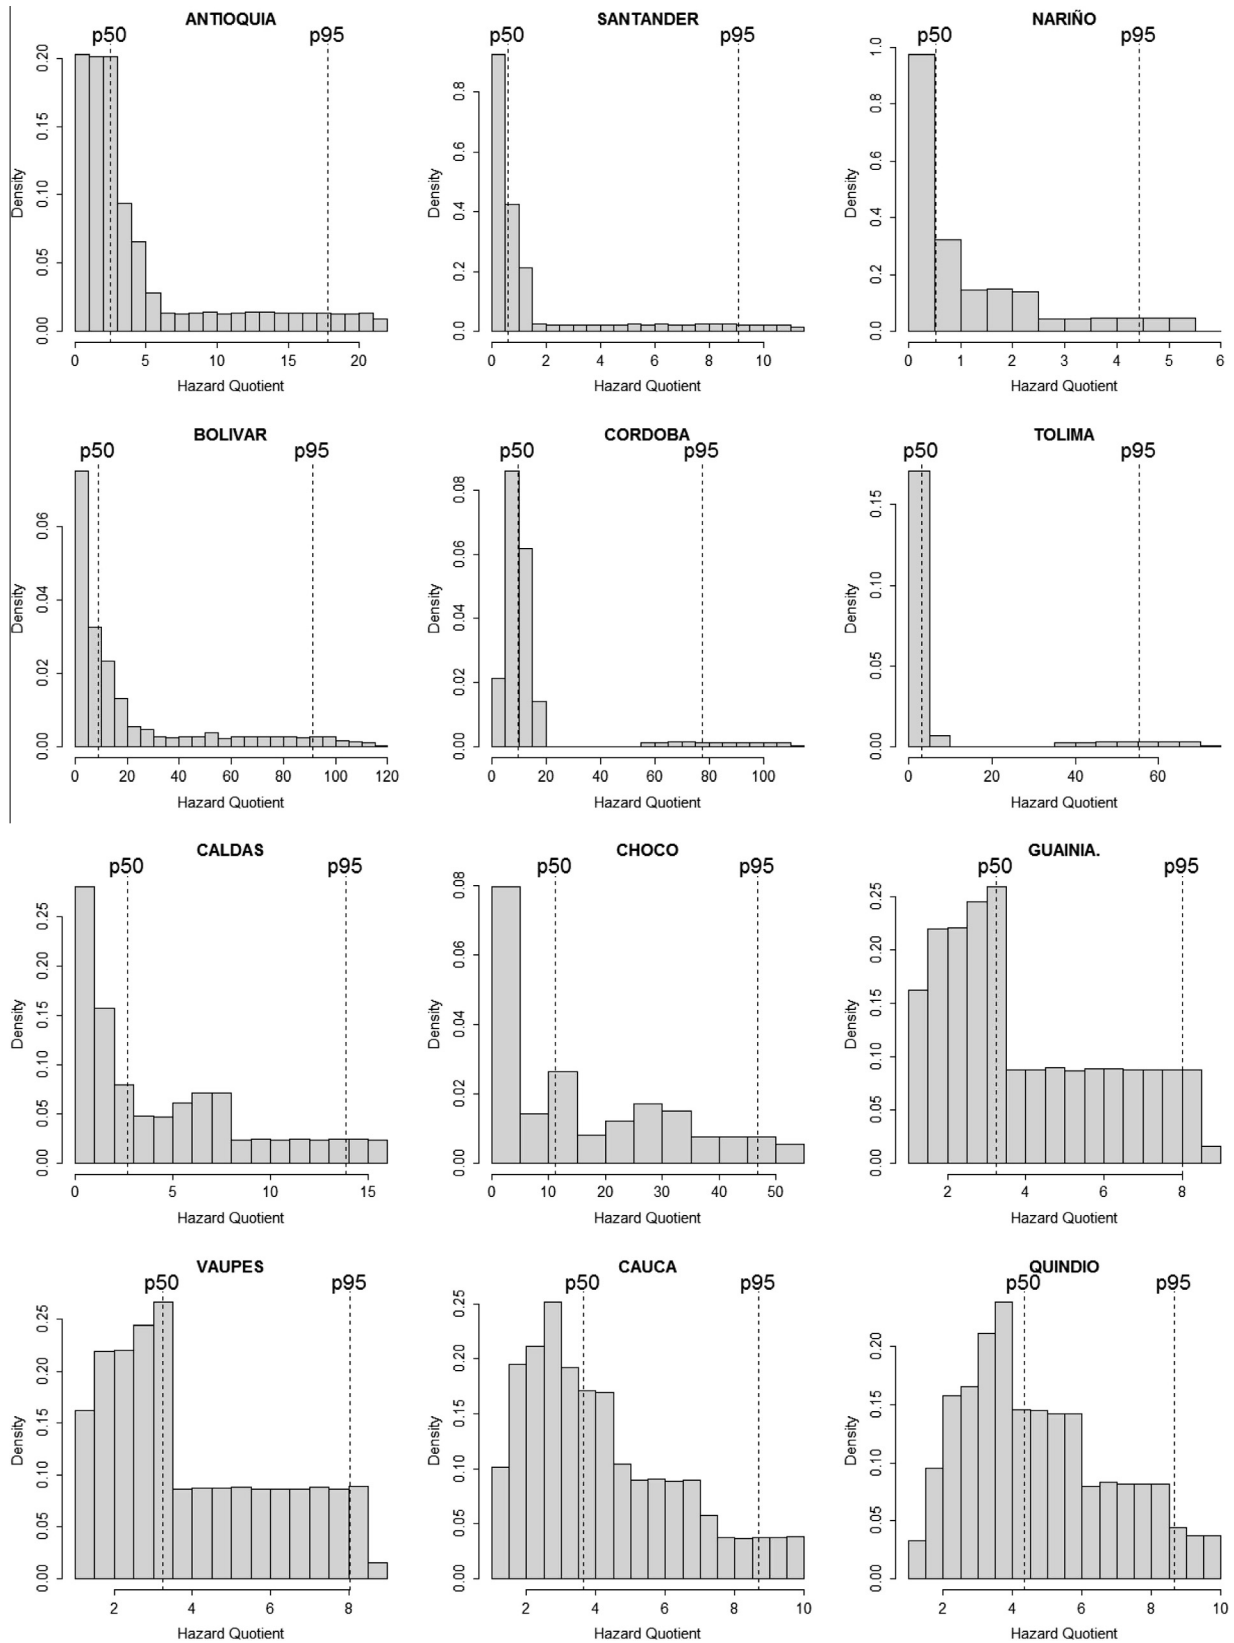 ANTIOQUIA
p50 p95
Density
0.00 0.05 0.10 0.15 0.20
0 5 10 15 20
Hazard Quotient
SANTANDER
p50 p95
Density
0.0 0.2 0.4 0.6 0.8
0 2 4 6 8 10
Hazard Quotient
NARIÑO
p50 p95
Density
0.0 0.2 0.4 0.6 0.8 1.0
0 1 2 3 4 5 6
Hazard Quotient
BOLIVAR
p50 p95
Density
0.00 0.02 0.04 0.06
0 20 40 60 80 100 120
Hazard Quotient
CORDOBA
p50 p95
Density
0.00 0.02 0.04 0.06 0.08
0 20 40 60 80 100
Hazard Quotient
TOLIMA
p50 p95
Density
0.00 0.05 0.10 0.15
0 20 40 60
Hazard Quotient
CALDAS
p50 p95
Density
0.00 0.05 0.10 0.15 0.20 0.25
0 5 10 15
Hazard Quotient
CHOCO
p50 p95
Density
0.00 0.02 0.04 0.06 0.08
0 10 20 30 40 50
Hazard Quotient
GUAINIA.
p50 p95
Density
0.00 0.05 0.10 0.15 0.20 0.25
2 4 6 8
Hazard Quotient
VAUPES
p50 p95
Density
0.00 0.05 0.10 0.15 0.20 0.25
2 4 6 8
Hazard Quotient
CAUCA
p50 p95
Density
0.00 0.05 0.10 0.15 0.20 0.25
2 4 6 8 10
Hazard Quotient
QUINDIO
p50 p95
Density
0.00 0.05 0.10 0.15 0.20
2 4 6 8 10
Hazard Quotient